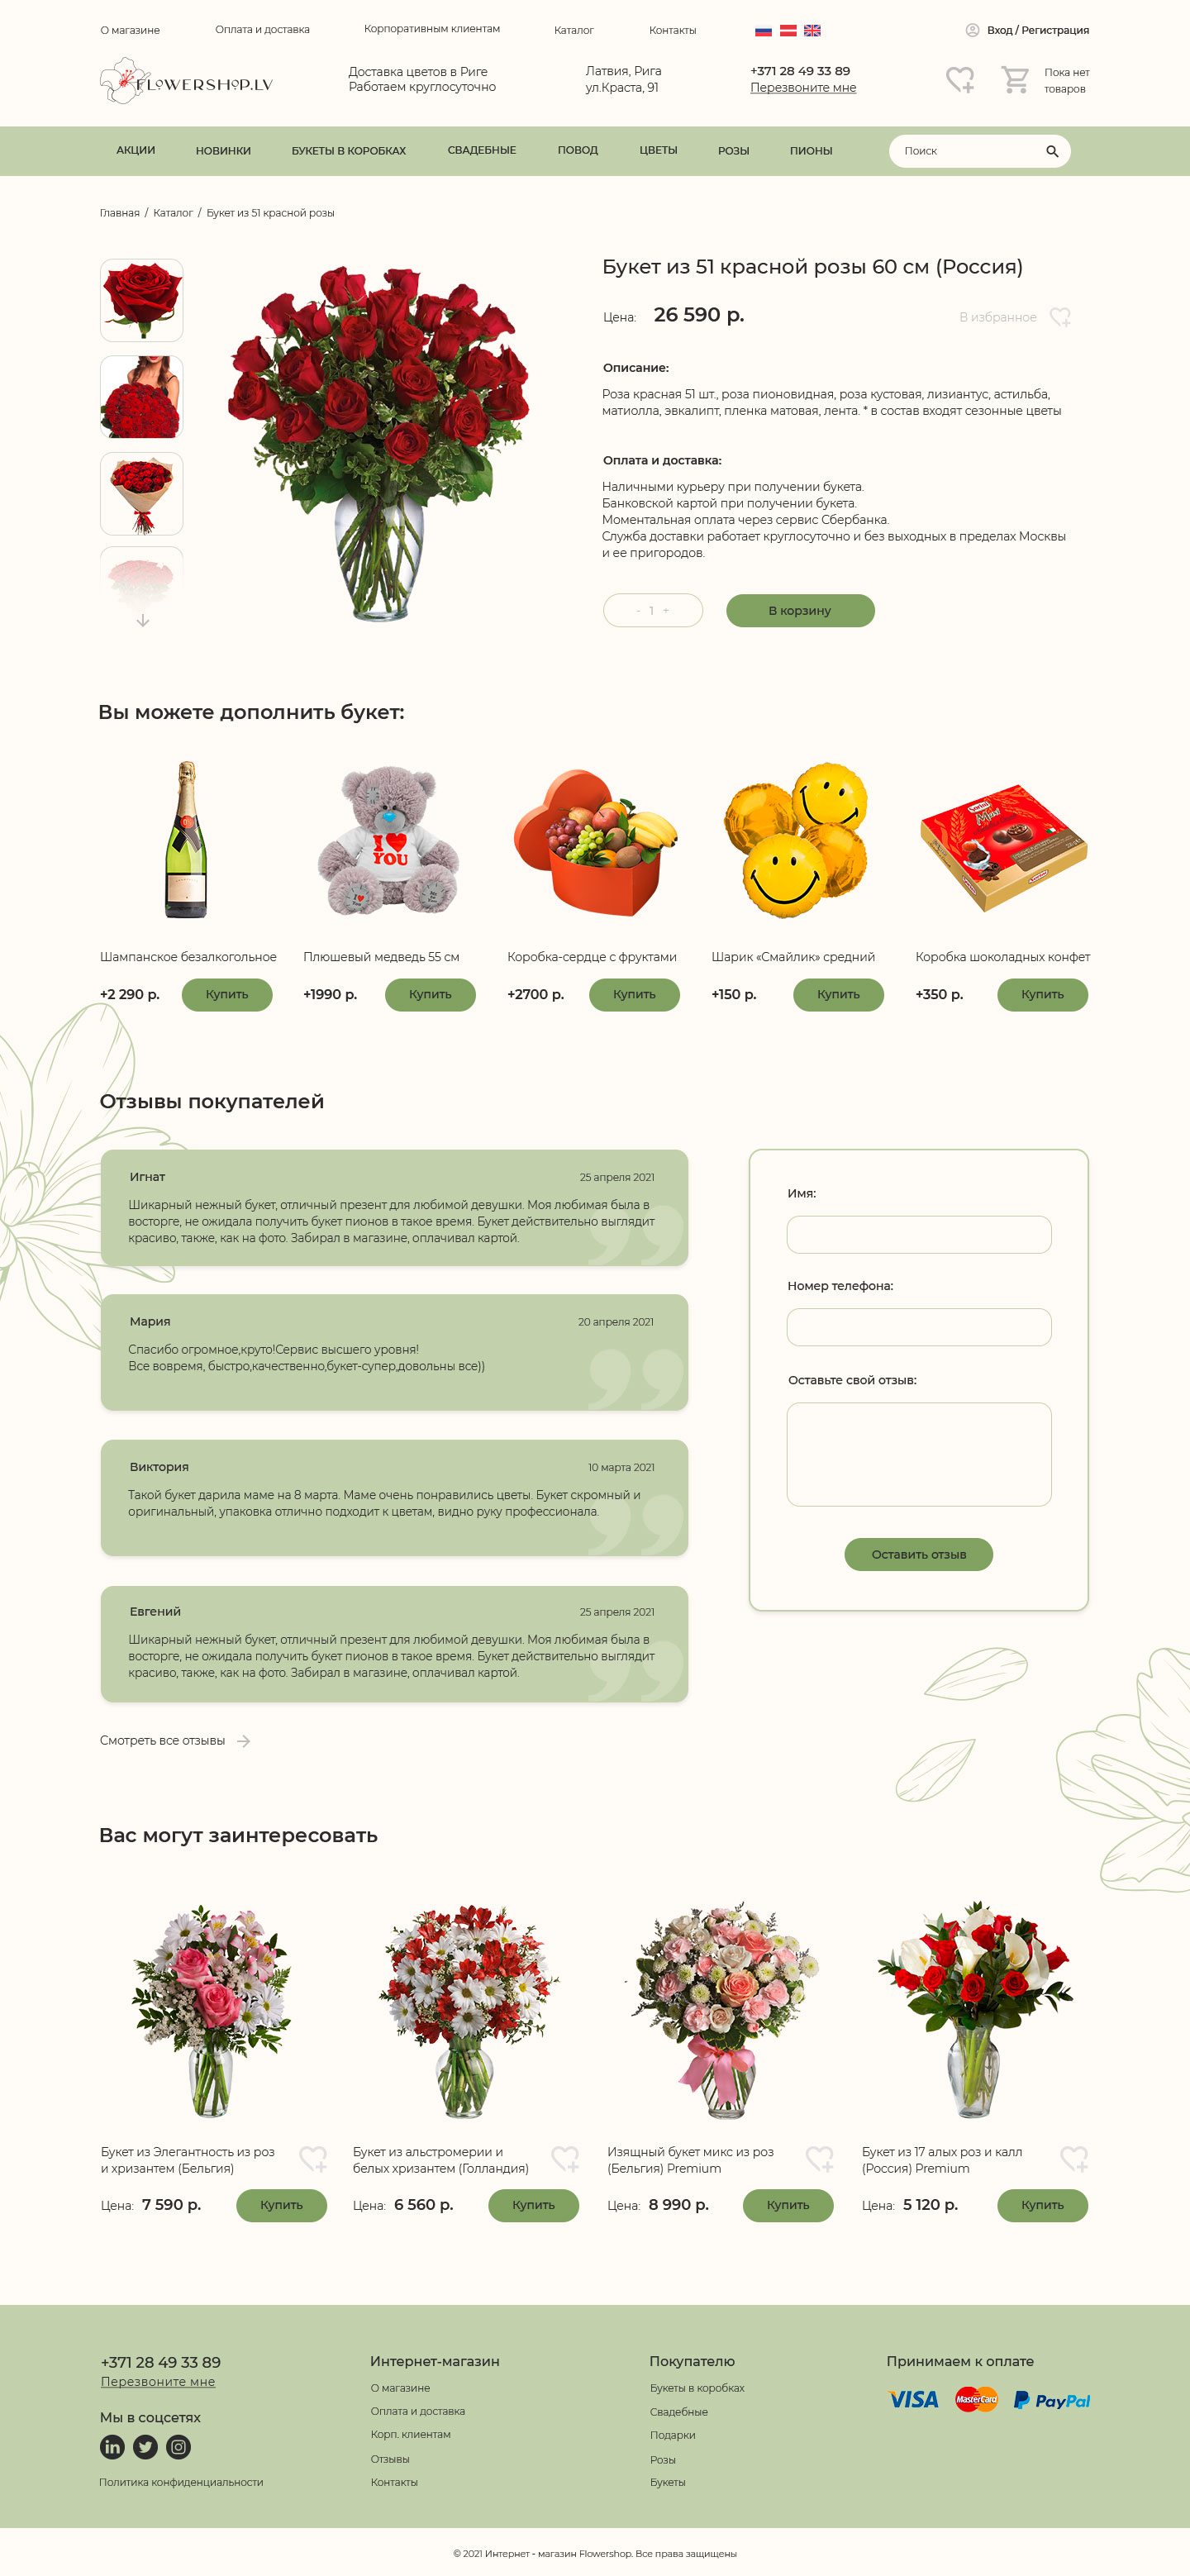 О магазине
Оплата и доставка
Корпоративным клиентам
Каталог
Контакты
Вход / Регистрация
FLOWERSHOP.LV
Доставка цветов в Риге
Работаем круглосуточно
Латвия, Рига
ул.Краста, 91
+371 28 49 33 89
Перезвоните мне
Пока нет
товаров
АКЦИИ
НОВИНКИ
БУКЕТЫ В КОРОБКАХ
СВАДЕБНЫЕ
ПОВОД
ЦВЕТЫ
РОЗЫ
ПИОНЫ
Поиск
Главная / Каталог / Букет из 51 красной розы
Букет из 51 красной розы 60 см (Россия)
Цена: 26 590 р.
В избранное
Описание:
Роза красная 51 шт., роза пионовидная, роза кустовая, лизиантус, астильба,
матиолла, эвкалипт, пленка матовая, лента. * в состав входят сезонные цветы
Оплата и доставка:
Наличными курьеру при получении букета.
Банковской картой при получении букета.
Моментальная оплата через сервис Сбербанка.
Служба доставки работает круглосуточно и без выходных в пределах Москвы
и ее пригородов.
- 1 +
В корзину
Вы можете дополнить букет:
I
YOU
Шампанское безалкогольное
+2 290 р.
Купить
Плюшевый медведь 55 см
+1990 р.
Купить
Коробка-сердце с фруктами
+2700 р.
Купить
Шарик «Смайлик» средний
+150 р.
Купить
Коробка шоколадных конфет
+350 р.
Купить
Отзывы покупателей
Игнат
25 апреля 2021
Шикарный нежный букет, отличный презент для любимой девушки. Моя любимая была в
восторге, не ожидала получить букет пионов в такое время. Букет действительно выглядит
красиво, также, как на фото. Забирал в магазине, оплачивал картой.
Мария
20 апреля 2021
Спасибо огромное,круто!Сервис высшего уровня!
Все вовремя, быстро,качественно,букет-супер,довольны все))
Виктория
10 марта 2021
Такой букет дарила маме на 8 марта. Маме очень понравились цветы. Букет скромный и
оригинальный, упаковка отлично подходит к цветам, видно руку профессионала.
Евгений
25 апреля 2021
Шикарный нежный букет, отличный презент для любимой девушки. Моя любимая была в
восторге, не ожидала получить букет пионов в такое время. Букет действительно выглядит
красиво, также, как на фото. Забирал в магазине, оплачивал картой.
Смотреть все отзывы
Имя:
Номер телефона:
Оставьте свой отзыв:
Оставить отзыв
Вас могут заинтересовать
Букет из Элегантность из роз
и хризантем (Бельгия)
Цена: 7 590 р.
Купить
Букет из альстромерии и
белых хризантем (Голландия)
Цена: 6 560 р.
Купить
Изящный букет микс из роз
(Бельгия) Premium
Цена: 8 990 р.
Купить
Букет из 17 алых роз и калл
(Россия) Premium
Цена: 5 120 р.
Купить
+371 28 49 33 89
Перезвоните мне
Мы в соцсетях
in
Политика конфиденциальности
Интернет-магазин
О магазине
Оплата и доставка
Корп. клиентам
Отзывы
Контакты
Покупателю
Букеты в коробках
Свадебные
Подарки
Розы
Букеты
Принимаем к оплате
VISA
MasterCard
PayPal
© 2021 Интернет - магазин Flowershop. Все права защищены